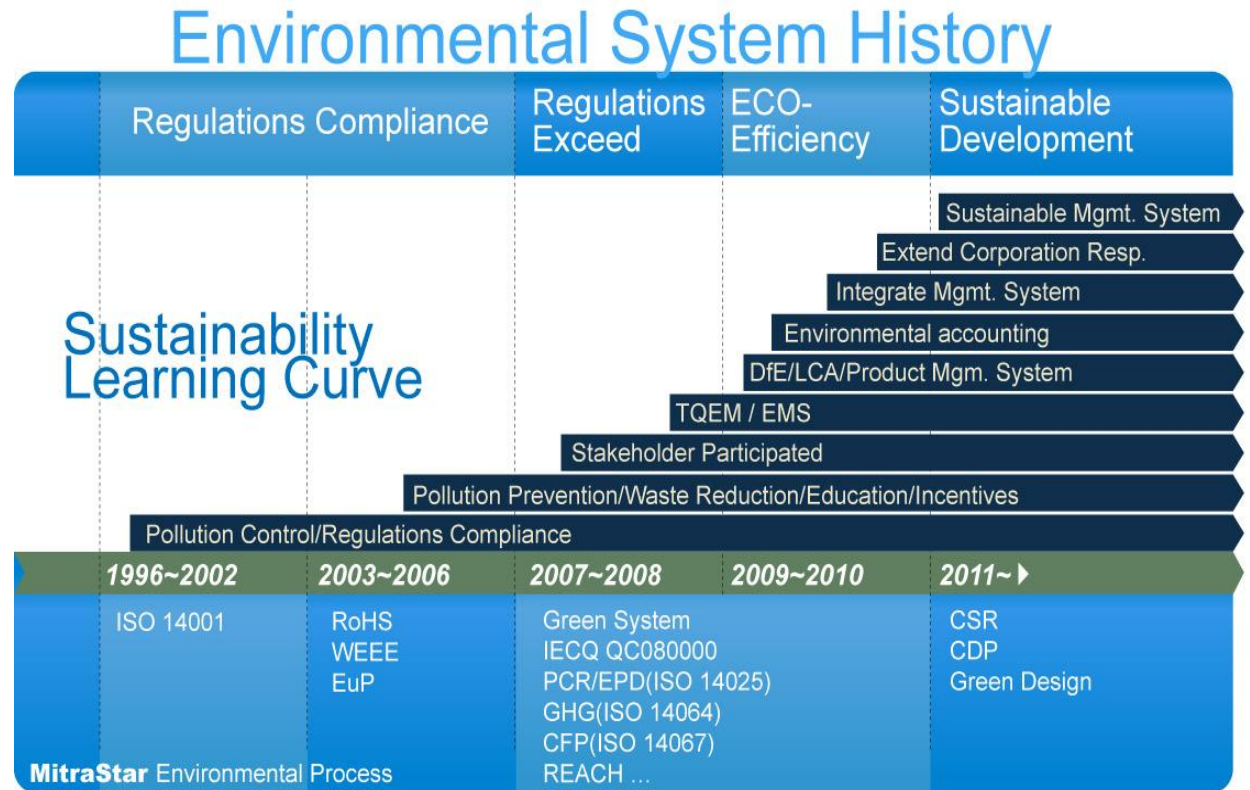 Environmental System History
Regulations Compliance
Regulations
Exceed
ECO-
Efficiency
Sustainable
Development
Sustainable Mgmt. System
Extend Corporation Resp.
Integrate Mgmt. System
Environmental accounting
DfE/LCA/Product Mgm. System
TQEM / EMS
Stakeholder Participated
Pollution Prevention/Waste Reduction/Education/Incentives
Pollution Control/Regulations Compliance
Sustainability
Learning Curve
1996~2002
2003~2006
2007~2008
2009~2010
2011~
ISO 14001
RoHS
WEEE
EuP
Green System
IECQ QC080000
PCR/EPD(ISO 14025)
GHG(ISO 14064)
CFP(ISO 14067)
REACH ...
CSR
CDP
Green Design
MitraStar Environmental Process